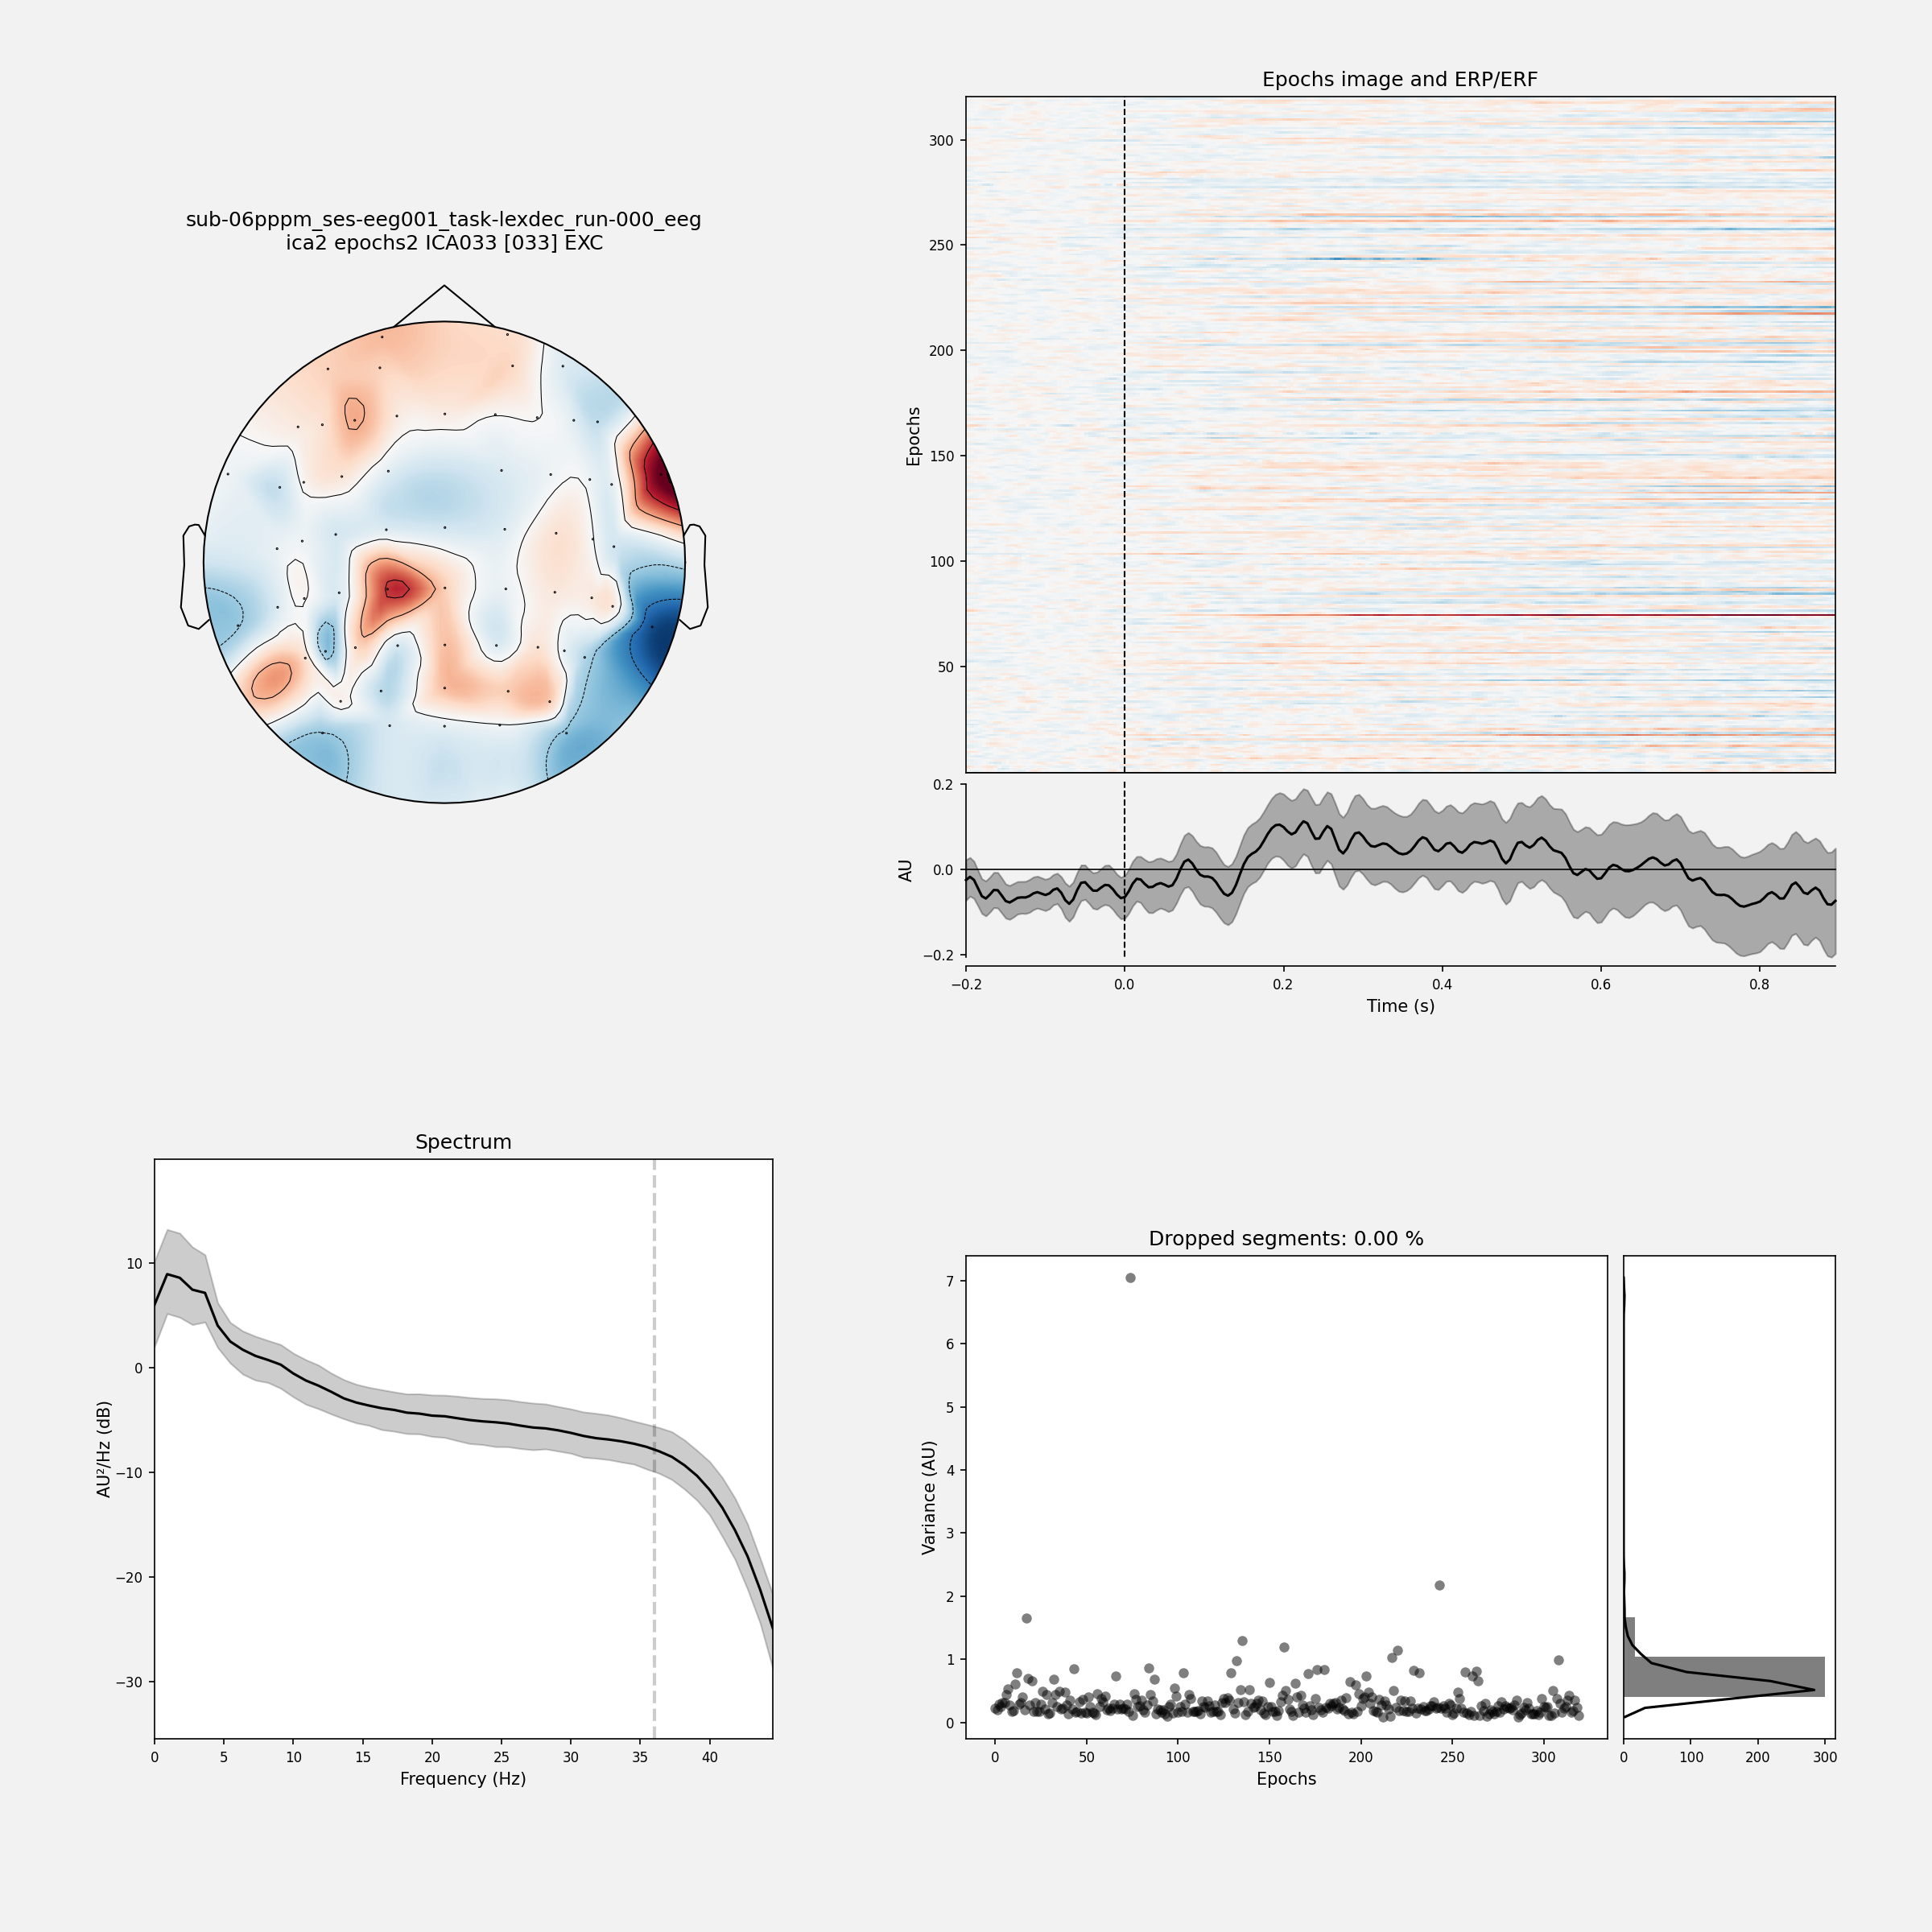 sub-06pppm_ses-eeg001_task-lexdec_run-000_eeg
ica2 epochs2 ICA033 [033] EXC
Epochs image and ERP/ERF
Epochs
300
250
200
150
100
50
AU
0.2
0.0
−0.2
−0.2 0.0 0.2 0.4 0.6 0.8
Time (s)
Spectrum
AU²/Hz (dB)
10
0
−10
−20
−30
0 5 10 15 20 25 30 35 40
Frequency (Hz)
Dropped segments: 0.00 %
Variance (AU)
7
6
5
4
3
2
1
0
0 50 100 150 200 250 300
Epochs
0 100 200 300